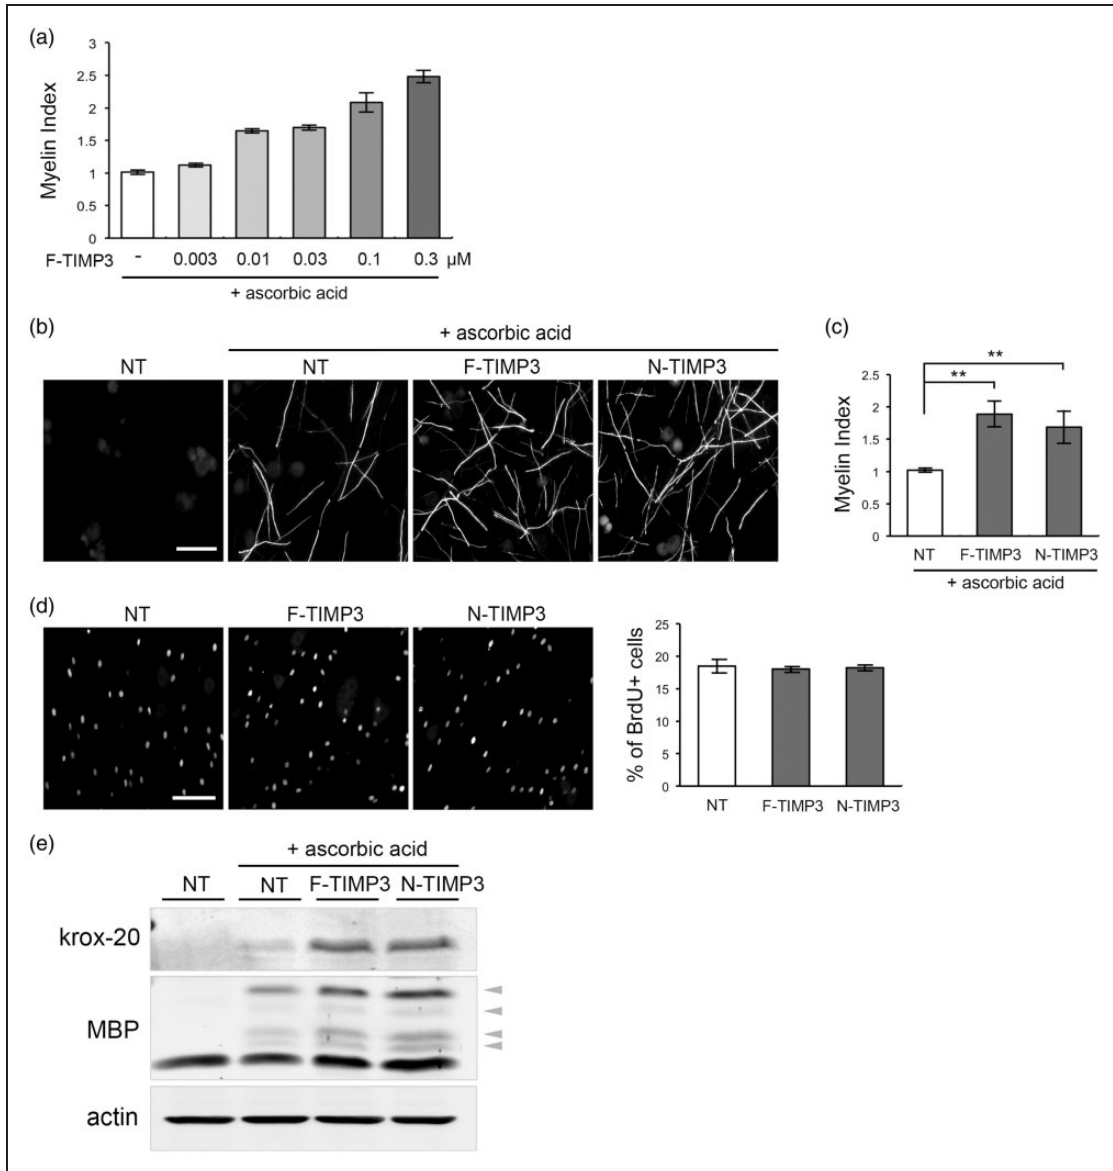 (a)
3
2.5
2
1.5
1
0.5
0
Myelin Index
F-TIMP3 - 0.003 0.01 0.03 0.1 0.3 µM
+ ascorbic acid
(b)
+ ascorbic acid
NT NT F-TIMP3 N-TIMP3
(c)
** **
2.5
2
1.5
1
0.5
0
Myelin Index
NT F-TIMP3 N-TIMP3
+ ascorbic acid
(d)
NT F-TIMP3 N-TIMP3
25
20
15
10
5
0
% of BrdU+ cells
NT F-TIMP3 N-TIMP3
(e)
+ ascorbic acid
NT NT F-TIMP3 N-TIMP3
krox-20
MBP
actin